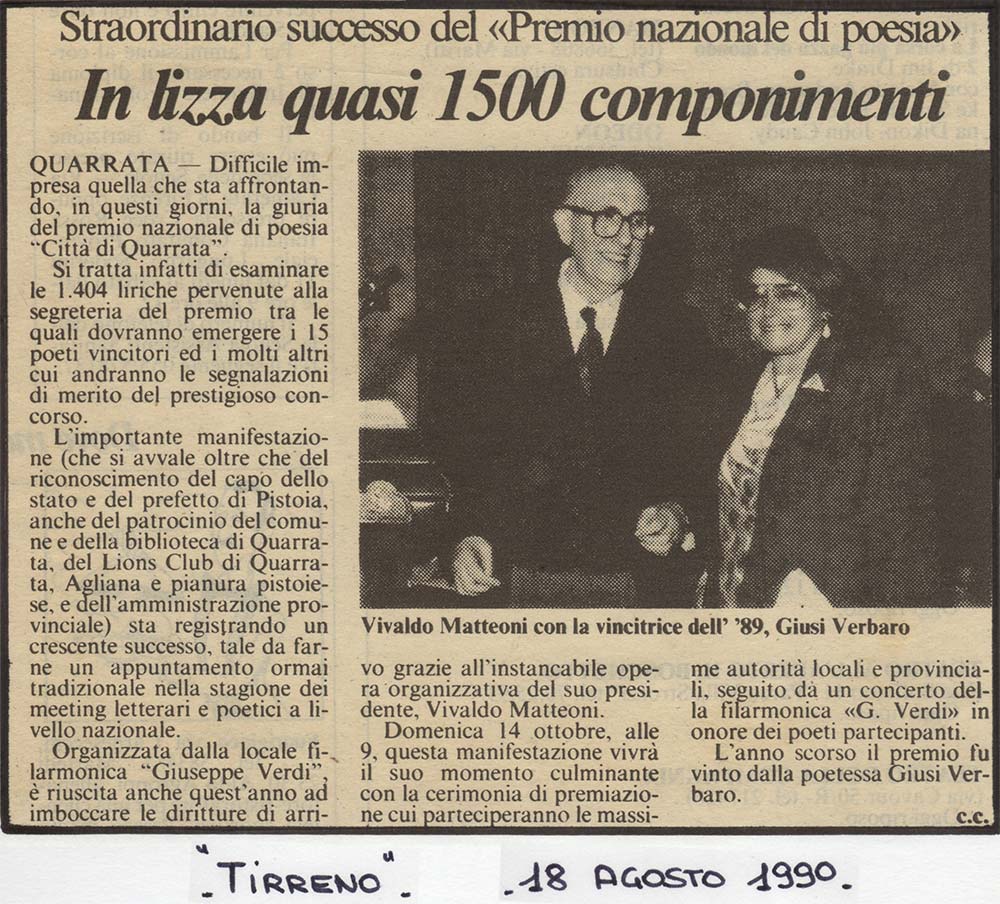 Straordinario successo del «Premio nazionale di poesia»
In lizza quasi 1500 componimenti
QUARRATA — Difficile im-
presa quella che sta affrontan-
do, in questi giorni, la giuria
del premio nazionale di poesia
“Città di Quarrata”.
Si tratta infatti di esaminare
le 1.404 liriche pervenute alla
segreteria del premio tra le
quali dovranno emergere i 15
poeti vincitori ed i molti altri
cui andranno le segnalazioni
di merito del prestigioso con-
corso.
L'importante manifestazio-
ne (che si avvale oltre che del
riconoscimento del capo dello
stato e del prefetto di Pistoia,
anche del patrocinio del comu-
ne e della biblioteca di Quarra-
ta, del Lions Club di Quarra-
ta, Agliana e pianura pistoie-
se, e dell'amministrazione pro-
vinciale) sta registrando un
crescente successo, tale da far-
ne un appuntamento ormai
tradizionale nella stagione dei
meeting letterari e poetici a li-
vello nazionale.
Organizzata dalla locale fi-
larmonica “Giuseppe Verdi”,
è riuscita anche quest'anno ad
imboccare le diritture di arri-
Vivaldo Matteoni con la vincitrice dell' '89, Giusi Verbaro
vo grazie all'instancabile ope-
ra organizzativa del suo presi-
dente, Vivaldo Matteoni.
Domenica 14 ottobre, alle
9, questa manifestazione vivrà
il suo momento culminante
con la cerimonia di premiazio-
ne cui parteciperanno le massi-
me autorità locali e provincia-
li, seguito da un concerto del-
la filarmonica «G. Verdi» in
onore dei poeti partecipanti.
L'anno scorso il premio fu
vinto dalla poetessa Giusi Ver-
baro.
c.c.
"TIRRENO". .18 AGOSTO 1990.